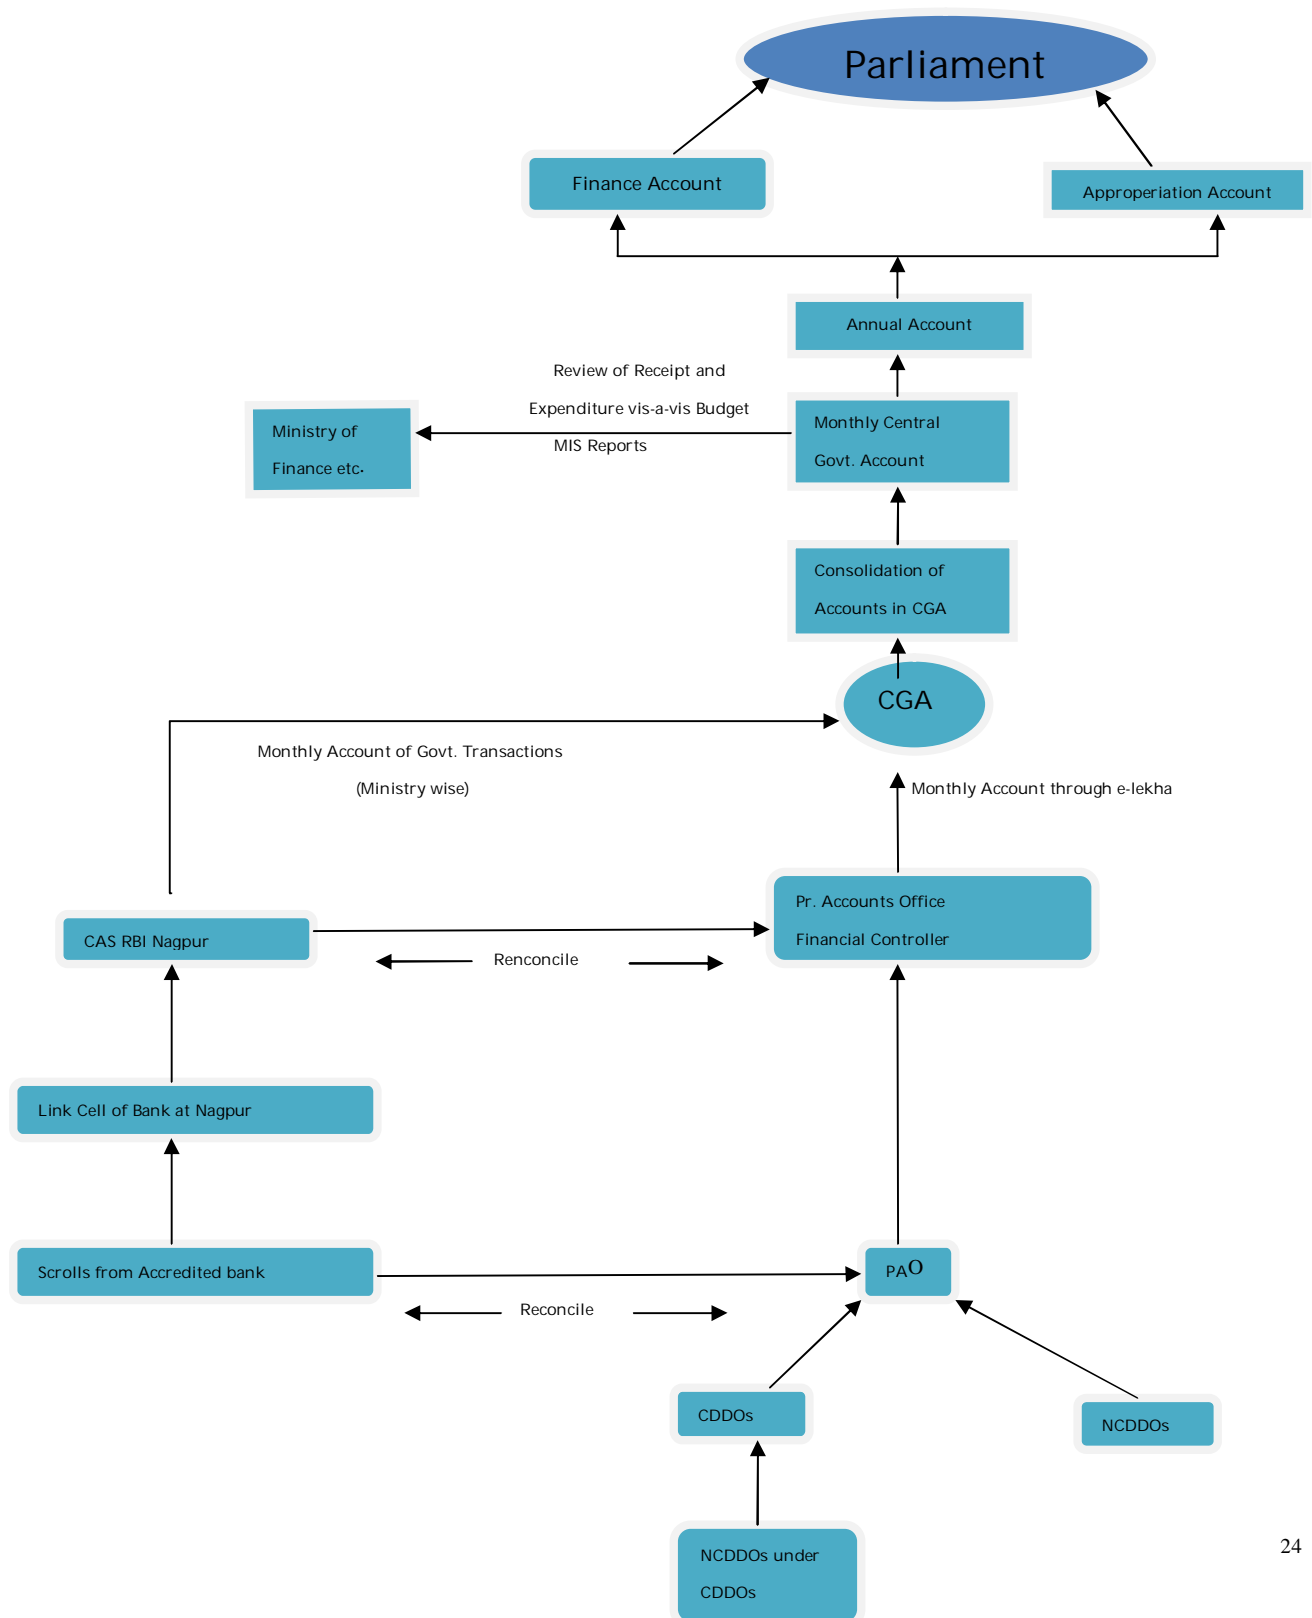 Parliament
Finance Account
Approperiation Account
Annual Account
Review of Receipt and
Expenditure vis-a-vis Budget
MIS Reports
Ministry of
Finance etc.
Monthly Central
Govt. Account
Consolidation of
Accounts in CGA
CGA
Monthly Account of Govt. Transactions
(Ministry wise)
Monthly Account through e-lekha
Pr. Accounts Office
Financial Controller
CAS RBI Nagpur
Renconcile
Link Cell of Bank at Nagpur
Scrolls from Accredited bank
PAO
Reconcile
CDDOs
NCDDOs
NCDDOs under
CDDOs
24